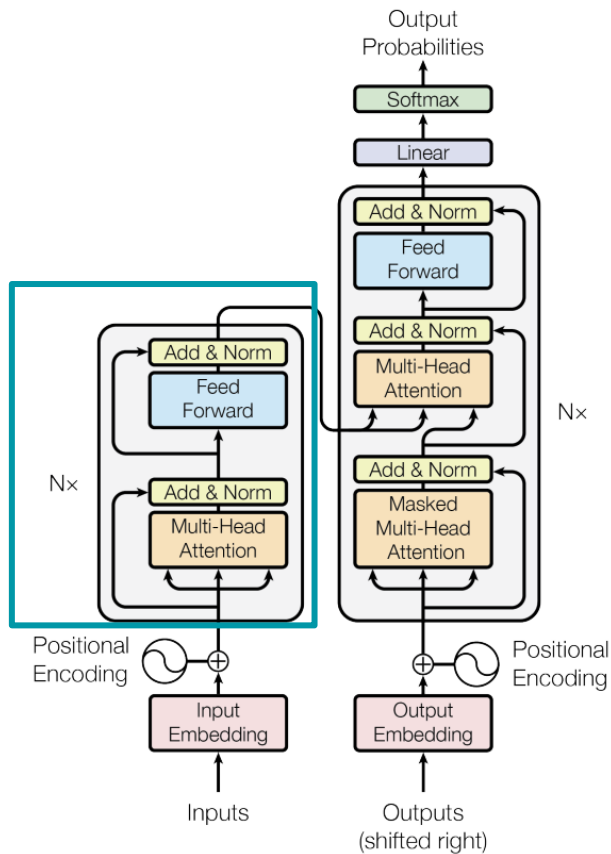 Output
Probabilities
Softmax
Linear
Add & Norm
Feed
Forward
Add & Norm
Multi-Head
Attention
Add & Norm
Feed
Forward
N×
Add & Norm
Masked
Multi-Head
Attention
N×
Add & Norm
Multi-Head
Attention
Positional
Encoding
Positional
Encoding
Input
Embedding
Output
Embedding
Inputs
Outputs
(shifted right)